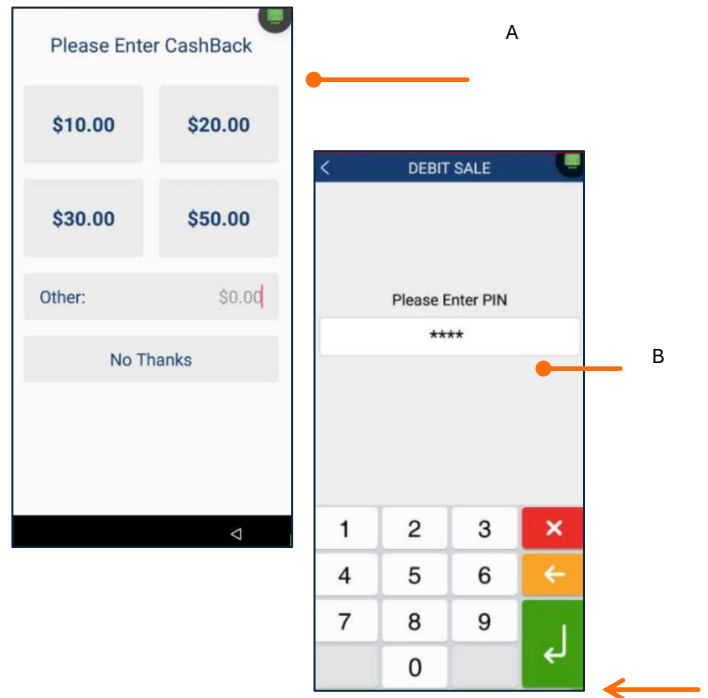 Please Enter CashBack
$10.00 $20.00
$30.00 $50.00
Other: $0.00
No Thanks
A
DEBIT SALE
Please Enter PIN
****
B
1 2 3
4 5 6
7 8 9
0